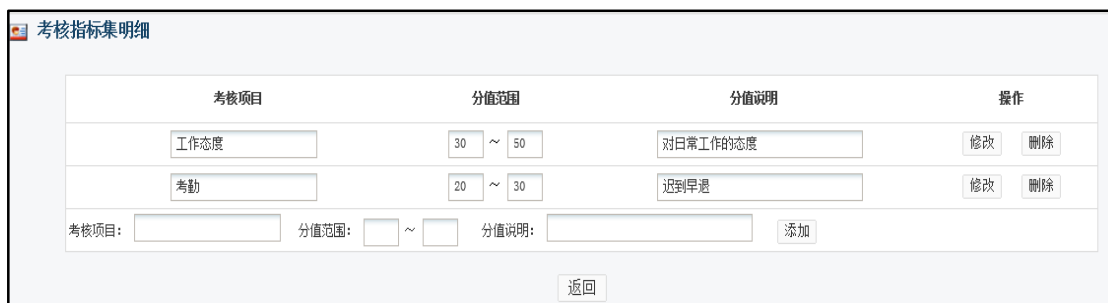 考核指标集明细
考核项目 分值范围 分值说明 操作
工作态度 30 ~ 50 对日常工作的态度 修改 删除
考勤 20 ~ 30 迟到早退 修改 删除
考核项目: 分值范围: ~ 分值说明: 添加
返回